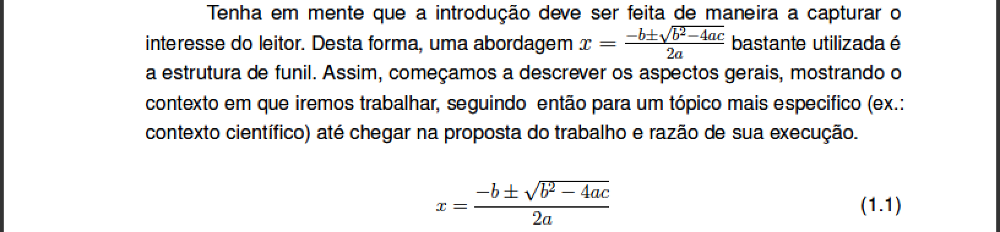 Tenha em mente que a introdução deve ser feita de maneira a capturar o
interesse do leitor. Desta forma, uma abordagem x = \frac{-b±\sqrt{b^2-4ac}}{2a} bastante utilizada é
a estrutura de funil. Assim, começamos a descrever os aspectos gerais, mostrando o
contexto em que iremos trabalhar, seguindo então para um tópico mais especifico (ex.:
contexto científico) até chegar na proposta do trabalho e razão de sua execução.
x = \frac{-b ± \sqrt{b^2 - 4ac}}{2a} (1.1)